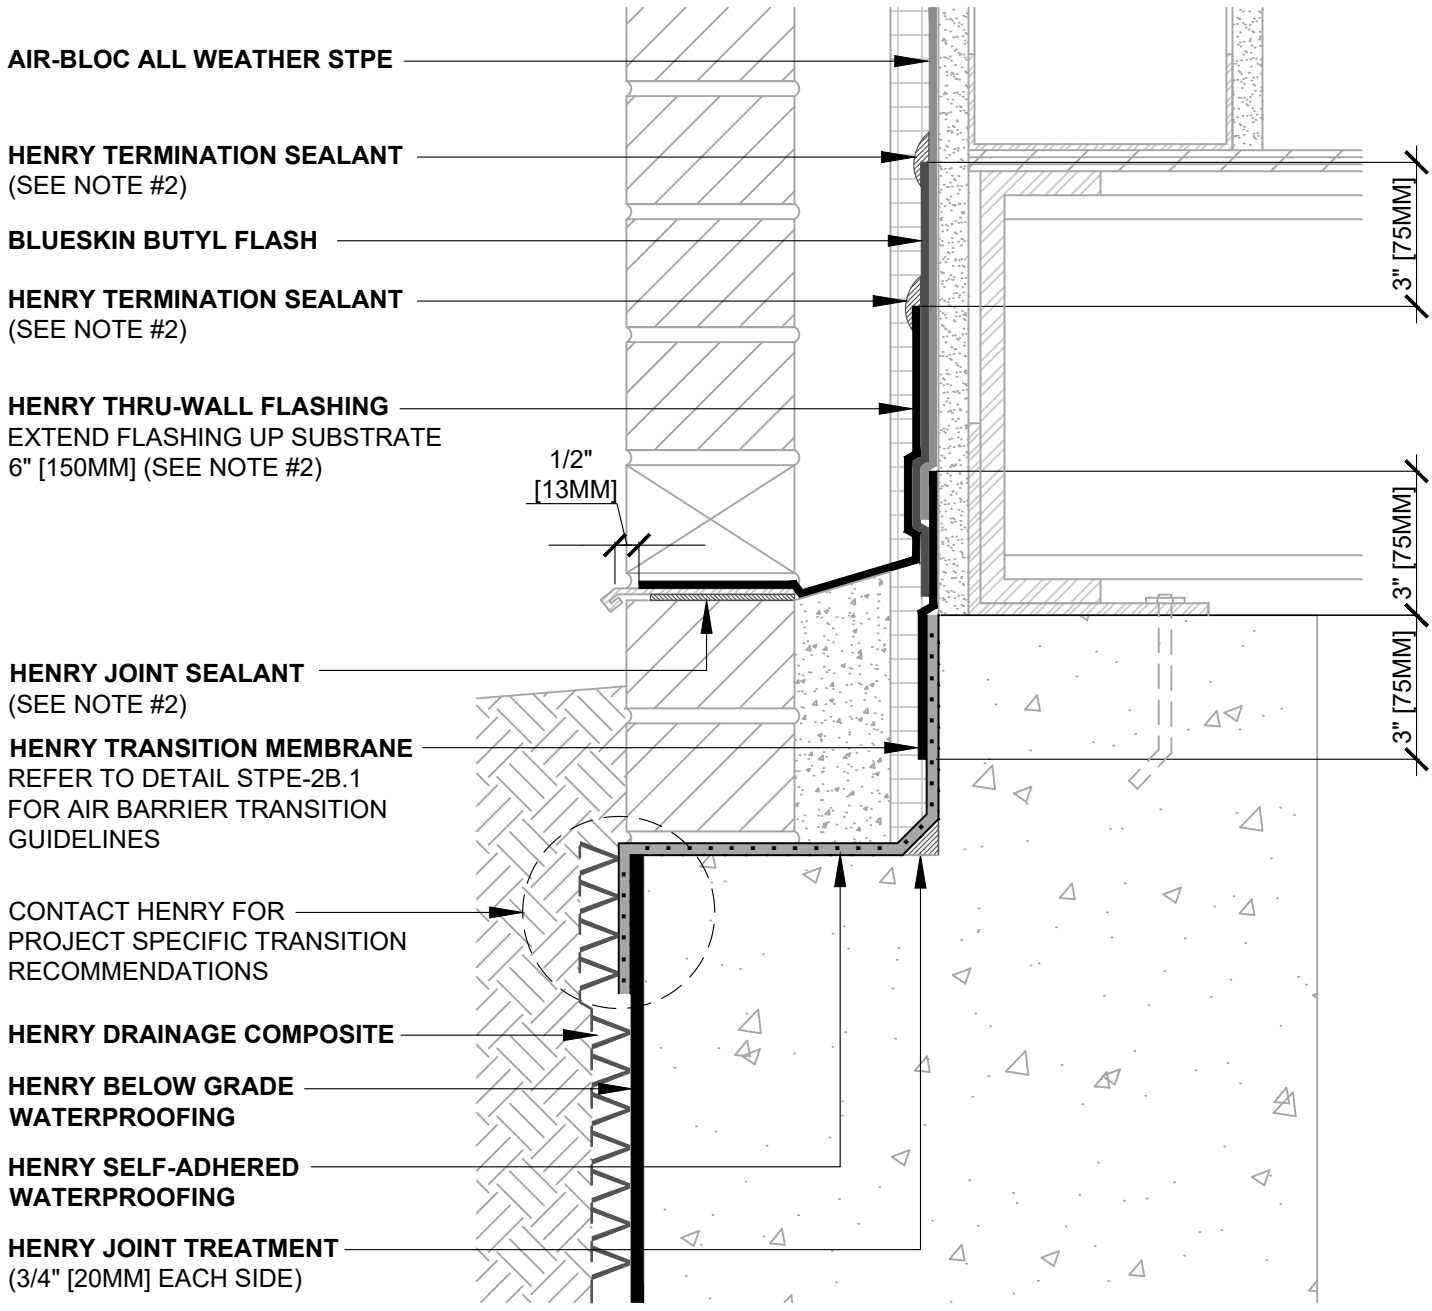 AIR-BLOC ALL WEATHER STPE
HENRY TERMINATION SEALANT
(SEE NOTE #2)
BLUESKIN BUTYL FLASH
HENRY TERMINATION SEALANT
(SEE NOTE #2)
HENRY THRU-WALL FLASHING
EXTEND FLASHING UP SUBSTRATE
6" [150MM] (SEE NOTE #2)
1/2"
[13MM]
HENRY JOINT SEALANT
(SEE NOTE #2)
HENRY TRANSITION MEMBRANE
REFER TO DETAIL STPE-2B.1
FOR AIR BARRIER TRANSITION
GUIDELINES
CONTACT HENRY FOR
PROJECT SPECIFIC TRANSITION
RECOMMENDATIONS
HENRY DRAINAGE COMPOSITE
HENRY BELOW GRADE
WATERPROOFING
HENRY SELF-ADHERED
WATERPROOFING
HENRY JOINT TREATMENT
(3/4" [20MM] EACH SIDE)
3" [75MM]
3" [75MM]
3" [75MM]